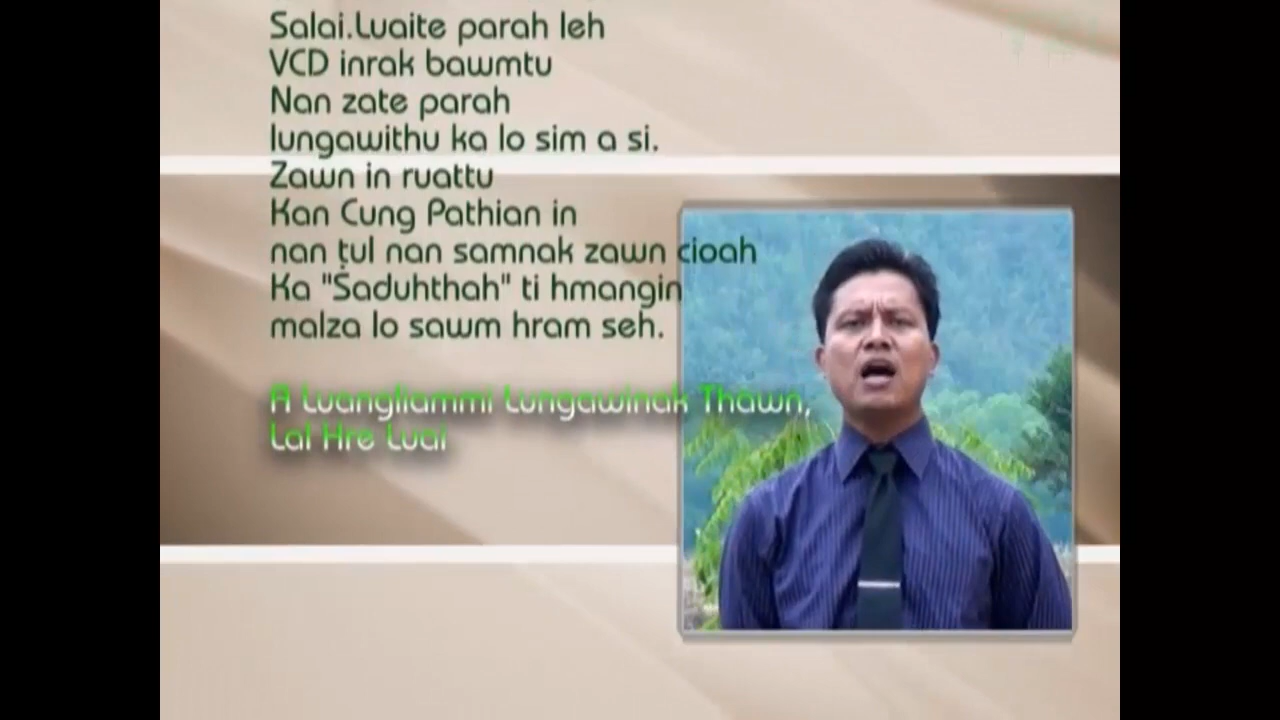 Salai.Luaite parah leh
VCD inrak bawmtu
Nan zate parah
lungawithu ka lo sim a si.
Zawn in ruattu
Kan Cung Pathian in
nan ṭul nan samnak zawn cioah
Ka "Saduhthah" ti hmangin
malza lo sawm hram seh.
A Luangliammi Lungawinak Thawn,
Lal Hre Luai